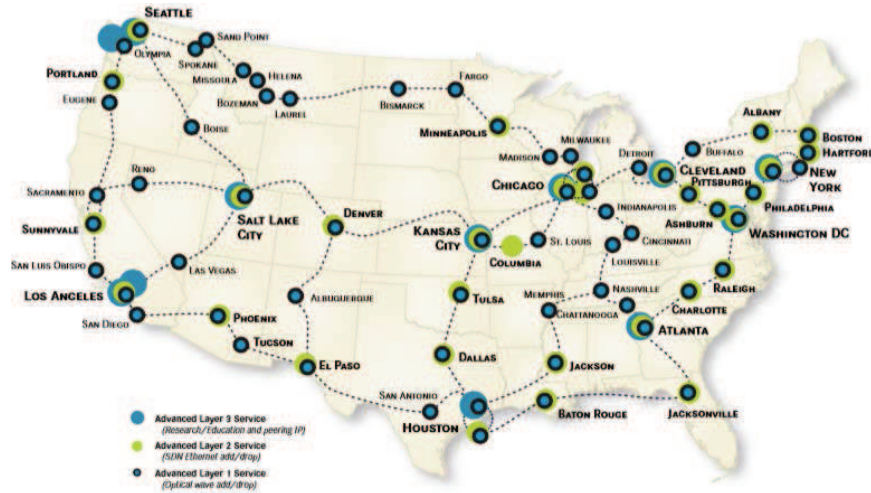 Seattle
Sand Point
Olympia
Spokane
Portland
Missoula
Helena
Fargo
Eugene
Bozeman
Laurel
Bismarck
Albany
Boise
Minneapolis
Milwaukee
Boston
Madison
Detroit
Buffalo
Hartford
Reno
Chicago
Cleveland
New
York
Pittsburgh
Sacramento
Salt Lake
City
Denver
Kansas
City
Indianapolis
Philadelphia
Sunnyvale
Ashburn
Washington DC
St. Louis
Cincinnati
Columbia
Louisville
San Luis Obispo
Las Vegas
Raleigh
Los Angeles
Albuquerque
Tulsa
Memphis
Nashville
Charlotte
San Diego
Phoenix
Chattanooga
Atlanta
Tucson
Dallas
El Paso
Jackson
San Antonio
Houston
Baton Rouge
Jacksonville
Advanced Layer 3 Service
(Research/Education and peering IP)
Advanced Layer 2 Service
(SDN Ethernet add/drop)
Advanced Layer 1 Service
(Optical wave add/drop)